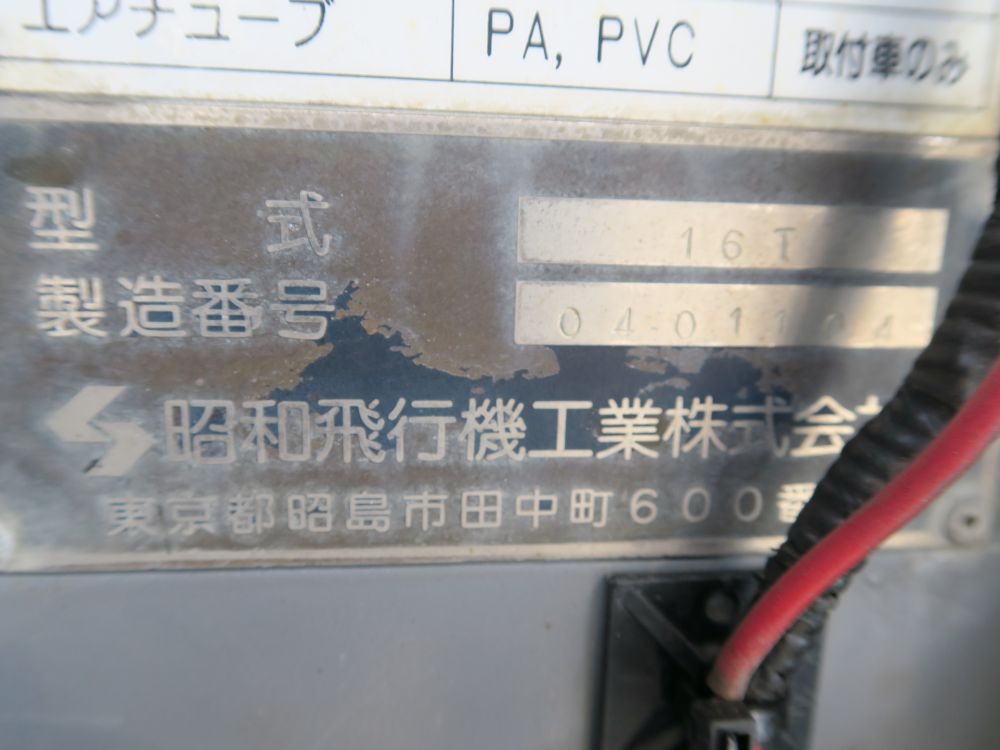 エアチューブ PA, PVC 取付車のみ
型 式 16T
製造番号 0401104
昭和飛行機工業株式会
東京都昭島市田中町600番